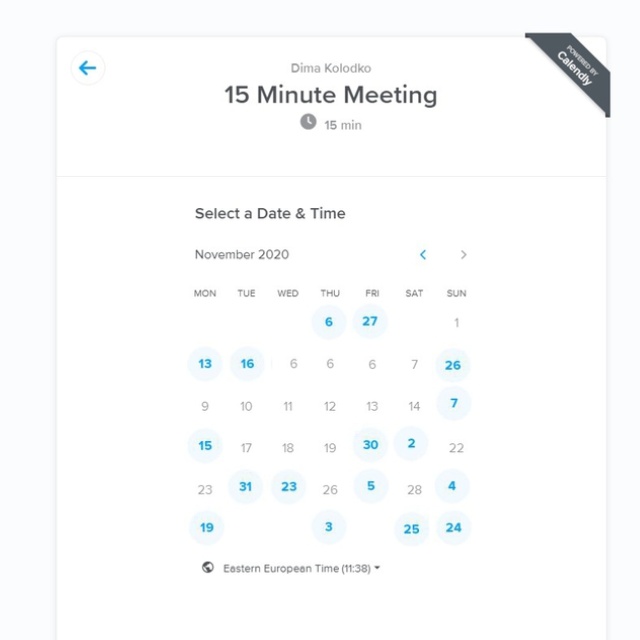 POWERED BY
Calendly
Dima Kolodko
15 Minute Meeting
15 min
Select a Date & Time
November 2020
MON TUE WED THU FRI SAT SUN
6 27 1
13 16 6 6 6 7 26
9 10 11 12 13 14 7
15 17 18 19 30 2 22
23 31 23 26 5 28 4
19 3 25 24
Eastern European Time (11:38)